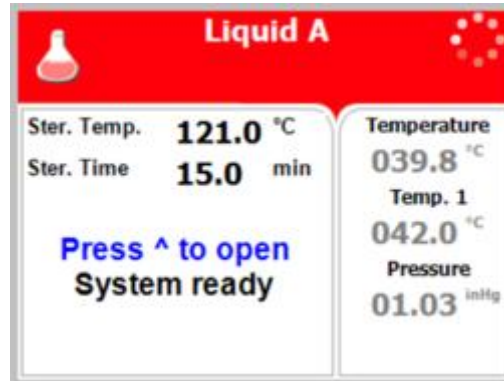 Liquid A
Ster. Temp. 121.0 °C
Ster. Time 15.0 min
Press ^ to open
System ready
Temperature
039.8 °C
Temp. 1
042.0 °C
Pressure
01.03 inHg